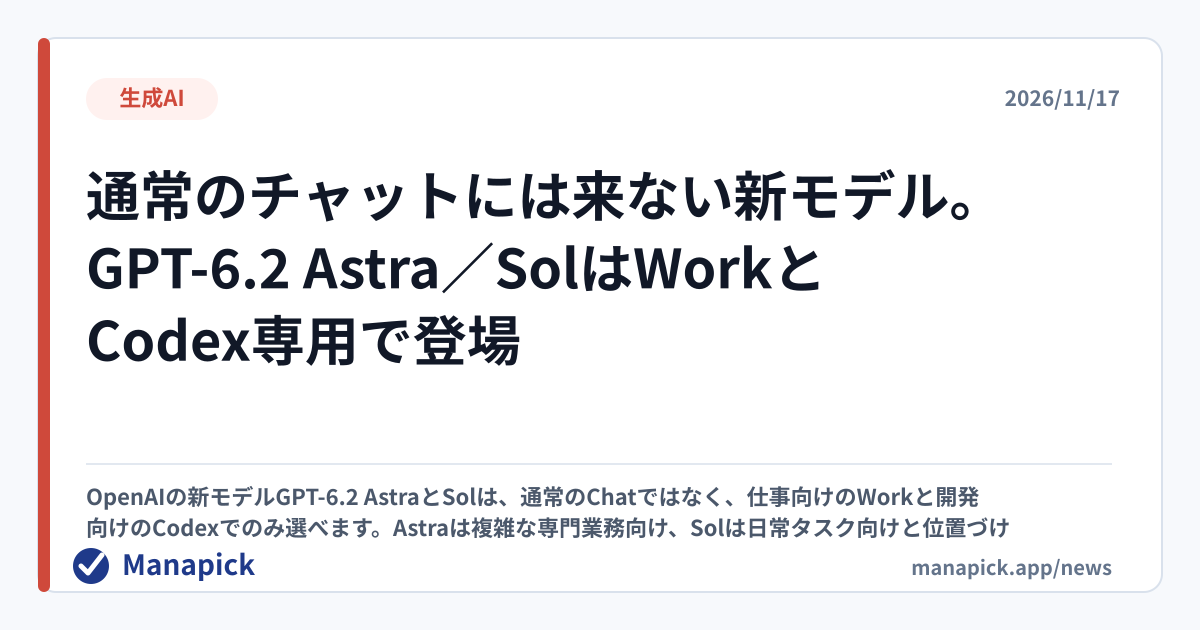 生成AI
2026/11/17
通常のチャットには来ない新モデル。
GPT-6.2 Astra／SolはWorkと
Codex専用で登場
OpenAIの新モデルGPT-6.2 AstraとSolは、通常のChatではなく、仕事向けのWorkと開発
向けのCodexでのみ選べます。Astraは複雑な専門業務向け、Solは日常タスク向けと位置づけ
Manapick
manapick.app/news